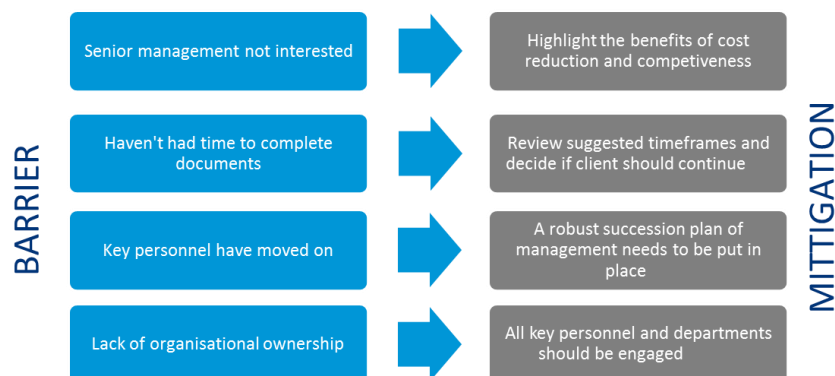 BARRIER
Senior management not interested
Highlight the benefits of cost
reduction and competiveness
Haven't had time to complete
documents
Review suggested timeframes and
decide if client should continue
Key personnel have moved on
A robust succession plan of
management needs to be put in
place
Lack of organisational ownership
All key personnel and departments
should be engaged
MITTIGATION